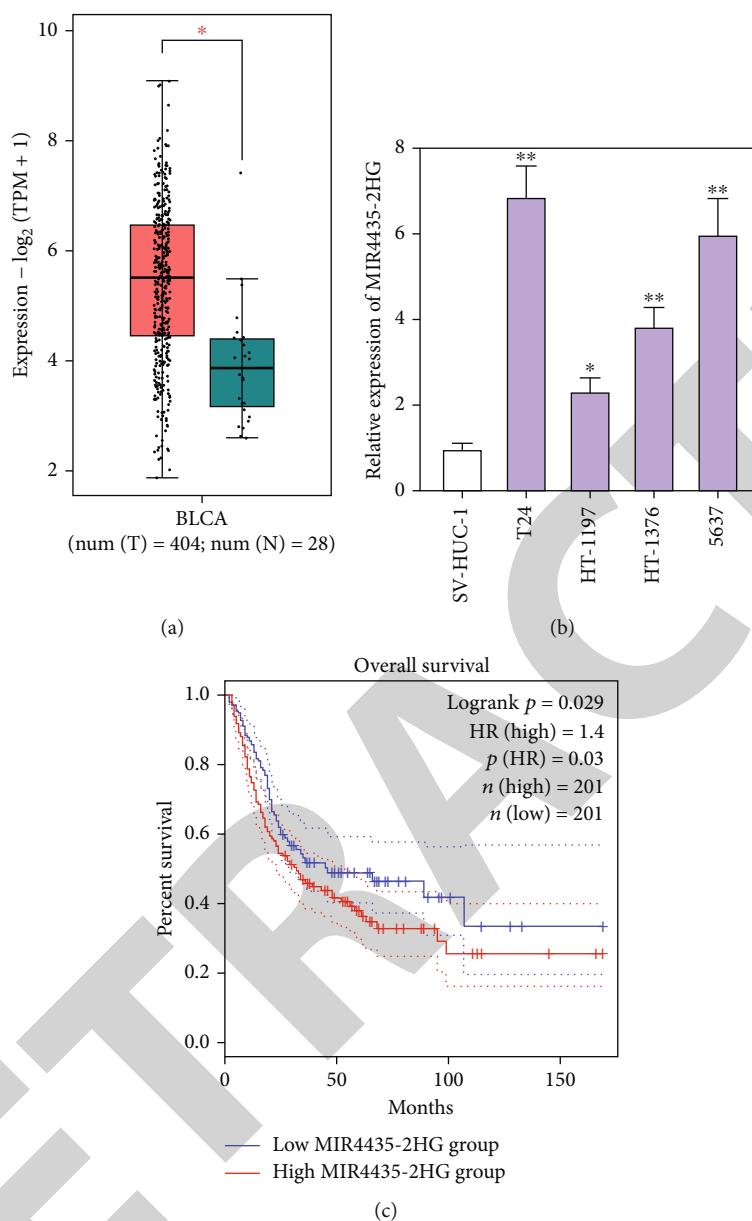 10
8
6
4
2
Expression – log₂ (TPM + 1)
*
BLCA
(num (T) = 404; num (N) = 28)
(a)
8
6
4
2
0
Relative expression of MIR4435-2HG
**
*
**
**
SV-HUC-1
T24
HT-1197
HT-1376
5637
(b)
Overall survival
1.0
0.8
0.6
0.4
0.2
0.0
Percent survival
Logrank p = 0.029
HR (high) = 1.4
p (HR) = 0.03
n (high) = 201
n (low) = 201
0 50 100 150
Months
Low MIR4435-2HG group
High MIR4435-2HG group
(c)
ETRACT